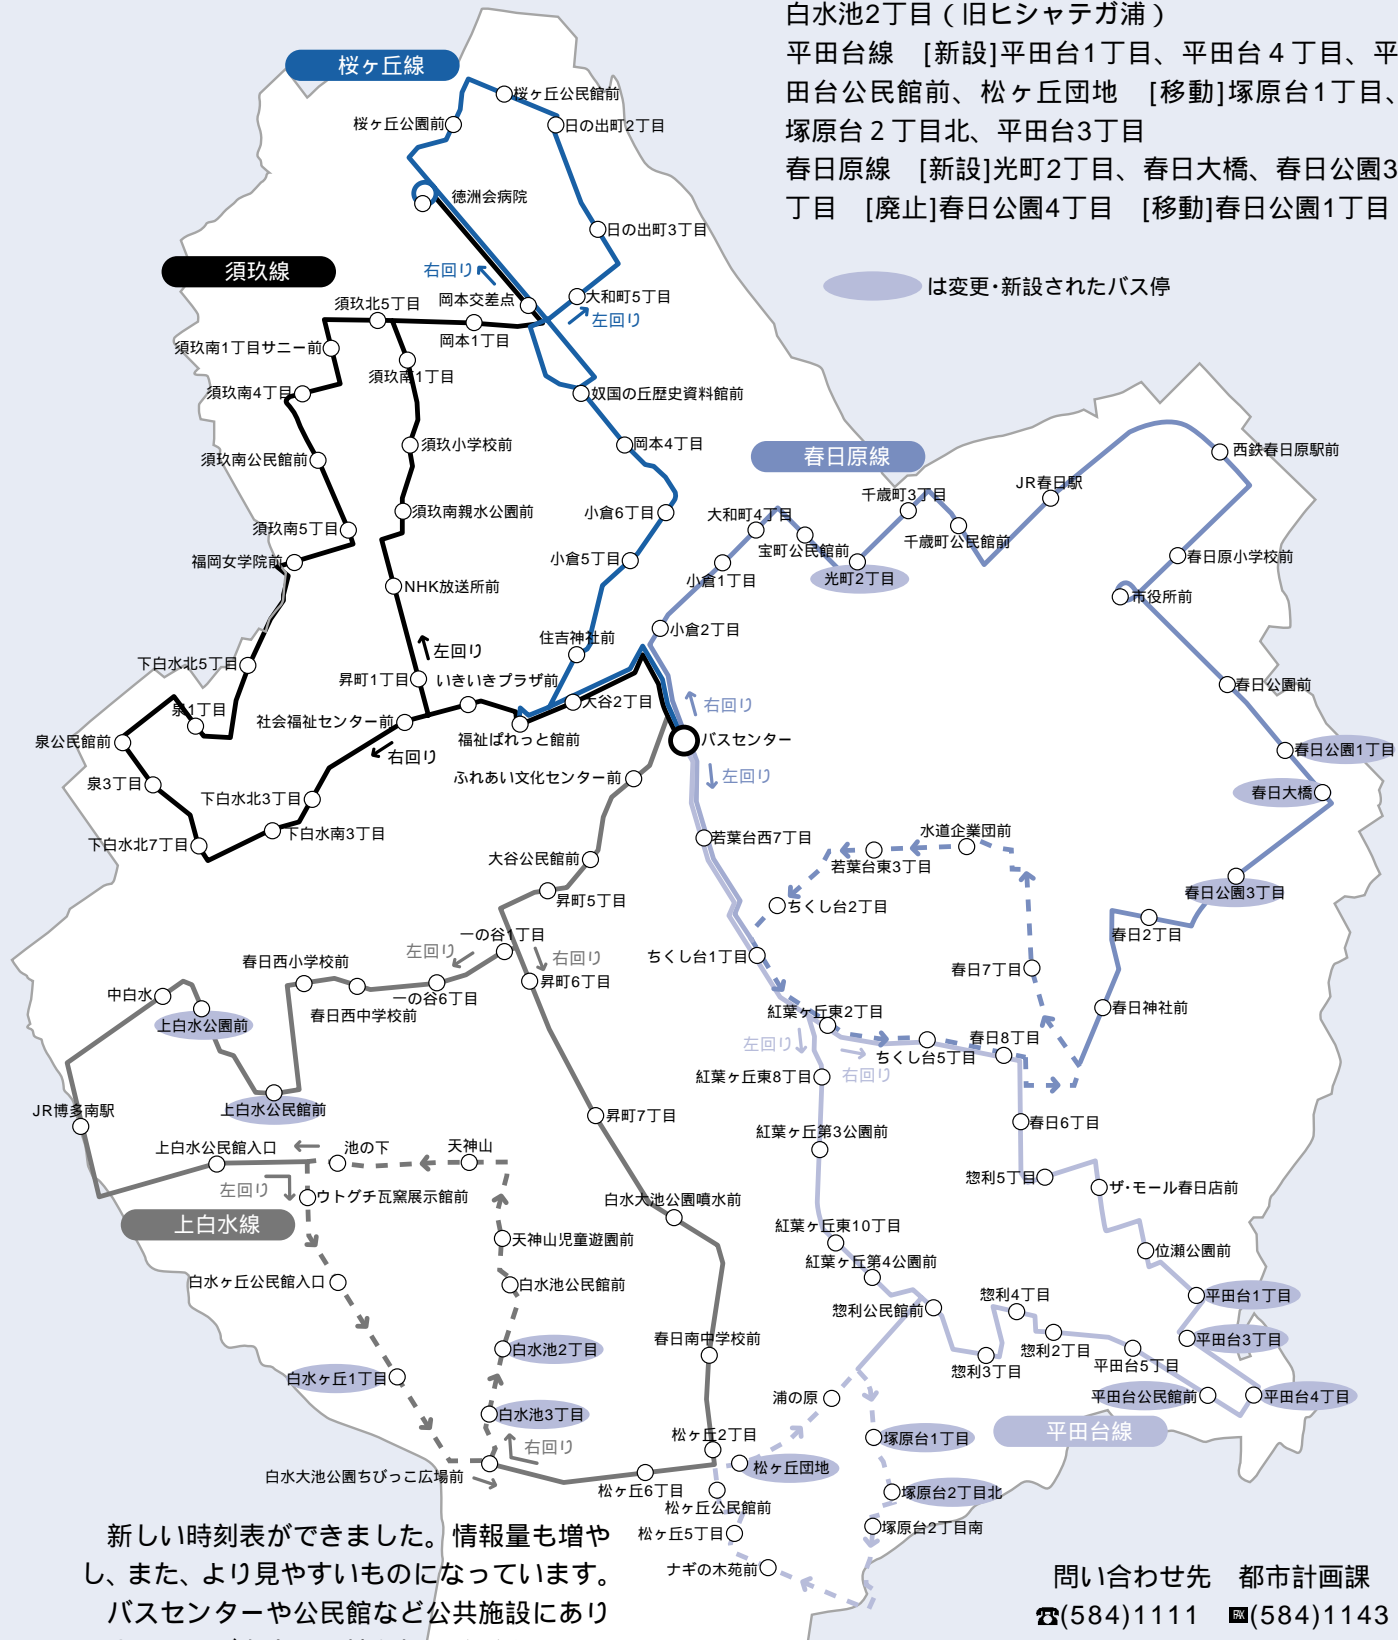 白水池2丁目（旧ヒシャテガ浦）
平田台線　[新設]平田台1丁目、平田台４丁目、平
田台公民館前、松ヶ丘団地　[移動]塚原台1丁目、
塚原台２丁目北、平田台3丁目
春日原線　[新設]光町2丁目、春日大橋、春日公園3
丁目　[廃止]春日公園4丁目　[移動]春日公園1丁目
は変更･新設されたバス停
桜ヶ丘線
桜ヶ丘公民館前
桜ヶ丘公園前
日の出町2丁目
徳洲会病院
日の出町3丁目
右回り
須玖線
大和町5丁目
左回り
岡本交差点
須玖北5丁目
岡本1丁目
須玖南1丁目サニー前
須玖南1丁目
須玖南4丁目
奴国の丘歴史資料館前
須玖小学校前
岡本4丁目
須玖南公民館前
須玖南親水公園前
小倉6丁目
須玖南5丁目
福岡女学院前
小倉5丁目
NHK放送所前
住吉神社前
左回り
下白水北5丁目
昇町1丁目
いきいきプラザ前
泉1丁目
社会福祉センター前
大谷2丁目
福祉ぱれっと館前
泉公民館前
右回り
泉3丁目
下白水北3丁目
下白水南3丁目
下白水北7丁目
春日原線
西鉄春日原駅前
JR春日駅
千歳町3丁目
千歳町公民館前
大和町4丁目
宝町公民館前
光町2丁目
小倉1丁目
小倉2丁目
春日原小学校前
市役所前
春日公園前
春日公園1丁目
春日大橋
春日公園3丁目
春日2丁目
春日神社前
右回り
バスセンター
左回り
ふれあい文化センター前
若葉台西7丁目
水道企業団前
若葉台東3丁目
ちくし台2丁目
ちくし台1丁目
春日7丁目
大谷公民館前
昇町5丁目
一の谷1丁目
左回り
右回り
昇町6丁目
春日西小学校前
春日西中学校前
一の谷6丁目
中白水
上白水公園前
上白水公民館前
JR博多南駅
紅葉ヶ丘東2丁目
左回り
右回り
ちくし台5丁目
春日8丁目
紅葉ヶ丘東8丁目
昇町7丁目
春日6丁目
紅葉ヶ丘第3公園前
惣利5丁目
ザ･モール春日店前
上白水公民館入口
池の下
天神山
左回り
ウトグチ瓦窯展示館前
上白水線
白水大池公園噴水前
天神山児童遊園前
紅葉ヶ丘東10丁目
紅葉ヶ丘第4公園前
位瀬公園前
白水ヶ丘公民館入口
白水池公民館前
惣利公民館前
惣利4丁目
平田台1丁目
平田台3丁目
惣利2丁目
惣利3丁目
平田台5丁目
春日南中学校前
白水池2丁目
白水ヶ丘1丁目
浦の原
平田台公民館前
平田台4丁目
平田台線
白水池3丁目
右回り
松ヶ丘2丁目
塚原台1丁目
白水大池公園ちびっこ広場前
松ヶ丘団地
松ヶ丘6丁目
松ヶ丘公民館前
塚原台2丁目北
塚原台2丁目南
松ヶ丘5丁目
ナギの木苑前
新しい時刻表ができました。情報量も増や
し、また、より見やすいものになっています。
バスセンターや公民館など公共施設にあり
問い合わせ先　都市計画課
☎(584)1111　FAX(584)1143